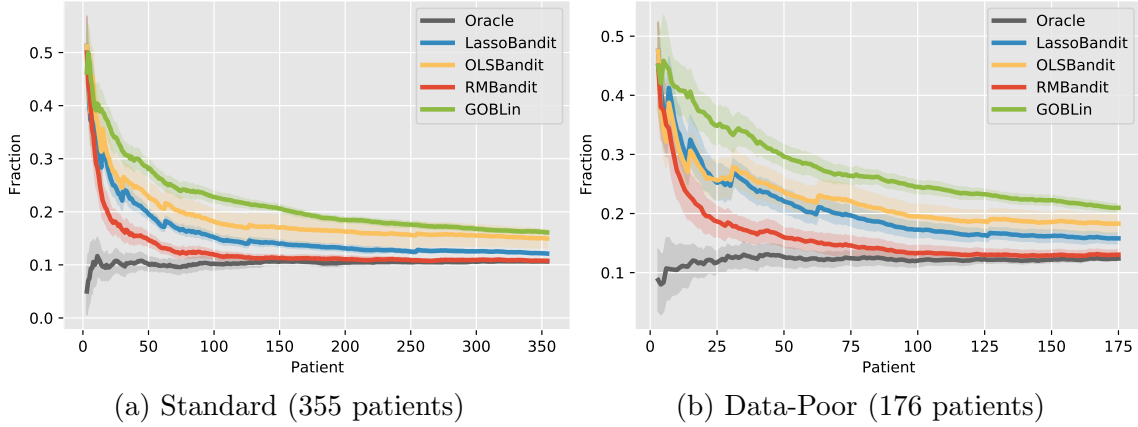 Oracle
LassoBandit
OLSBandit
RMBandit
GOBLin
Fraction
0.5
0.4
0.3
0.2
0.1
0.0
0 50 100 150 200 250 300 350
Patient
(a) Standard (355 patients)
Oracle
LassoBandit
OLSBandit
RMBandit
GOBLin
Fraction
0.5
0.4
0.3
0.2
0.1
0 25 50 75 100 125 150 175
Patient
(b) Data-Poor (176 patients)